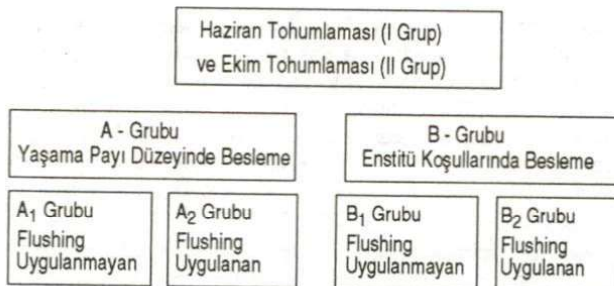 Haziran Tohumlaması (I Grup)
ve Ekim Tohumlaması (II Grup)
A - Grubu
Yaşama Payı Düzeyinde Besleme
B - Grubu
Enstitü Koşullarında Besleme
A₁ Grubu
Flushing
Uygulanmayan
A₂ Grubu
Flushing
Uygulanan
B₁ Grubu
Flushing
Uygulanmayan
B₂ Grubu
Flushing
Uygulanan